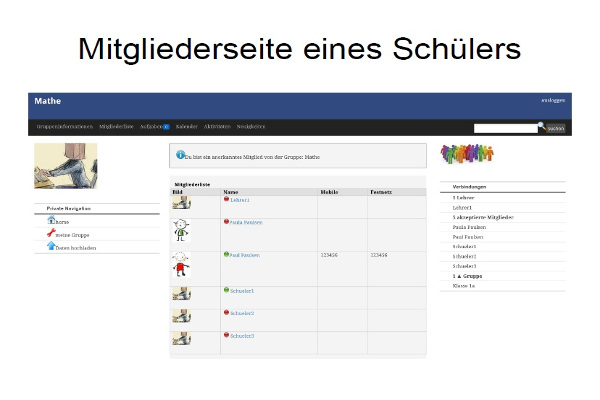 Mitgliederseite eines Schülers
Mathe
ausloggen
Gruppeninformationen Mitgliederliste Aufgaben Kalender Aktivitäten Neuigkeiten
suchen
Du bist ein anerkanntes Mitglied von der Gruppe: Mathe
Private Navigation
home
meine Gruppe
Daten hochladen
Mitgliederliste
Bild Name Mobile Festnetz
Lehrer1
Paula Paulsen
Paul Paulsen 123456 123456
Schueler1
Schueler2
Schueler3
Verbindungen
1 Lehrer
Lehrer1
5 akzeptierte Mitglieder
Paula Paulsen
Paul Paulsen
Schueler1
Schueler2
Schueler3
1 Gruppe
Klasse 1a